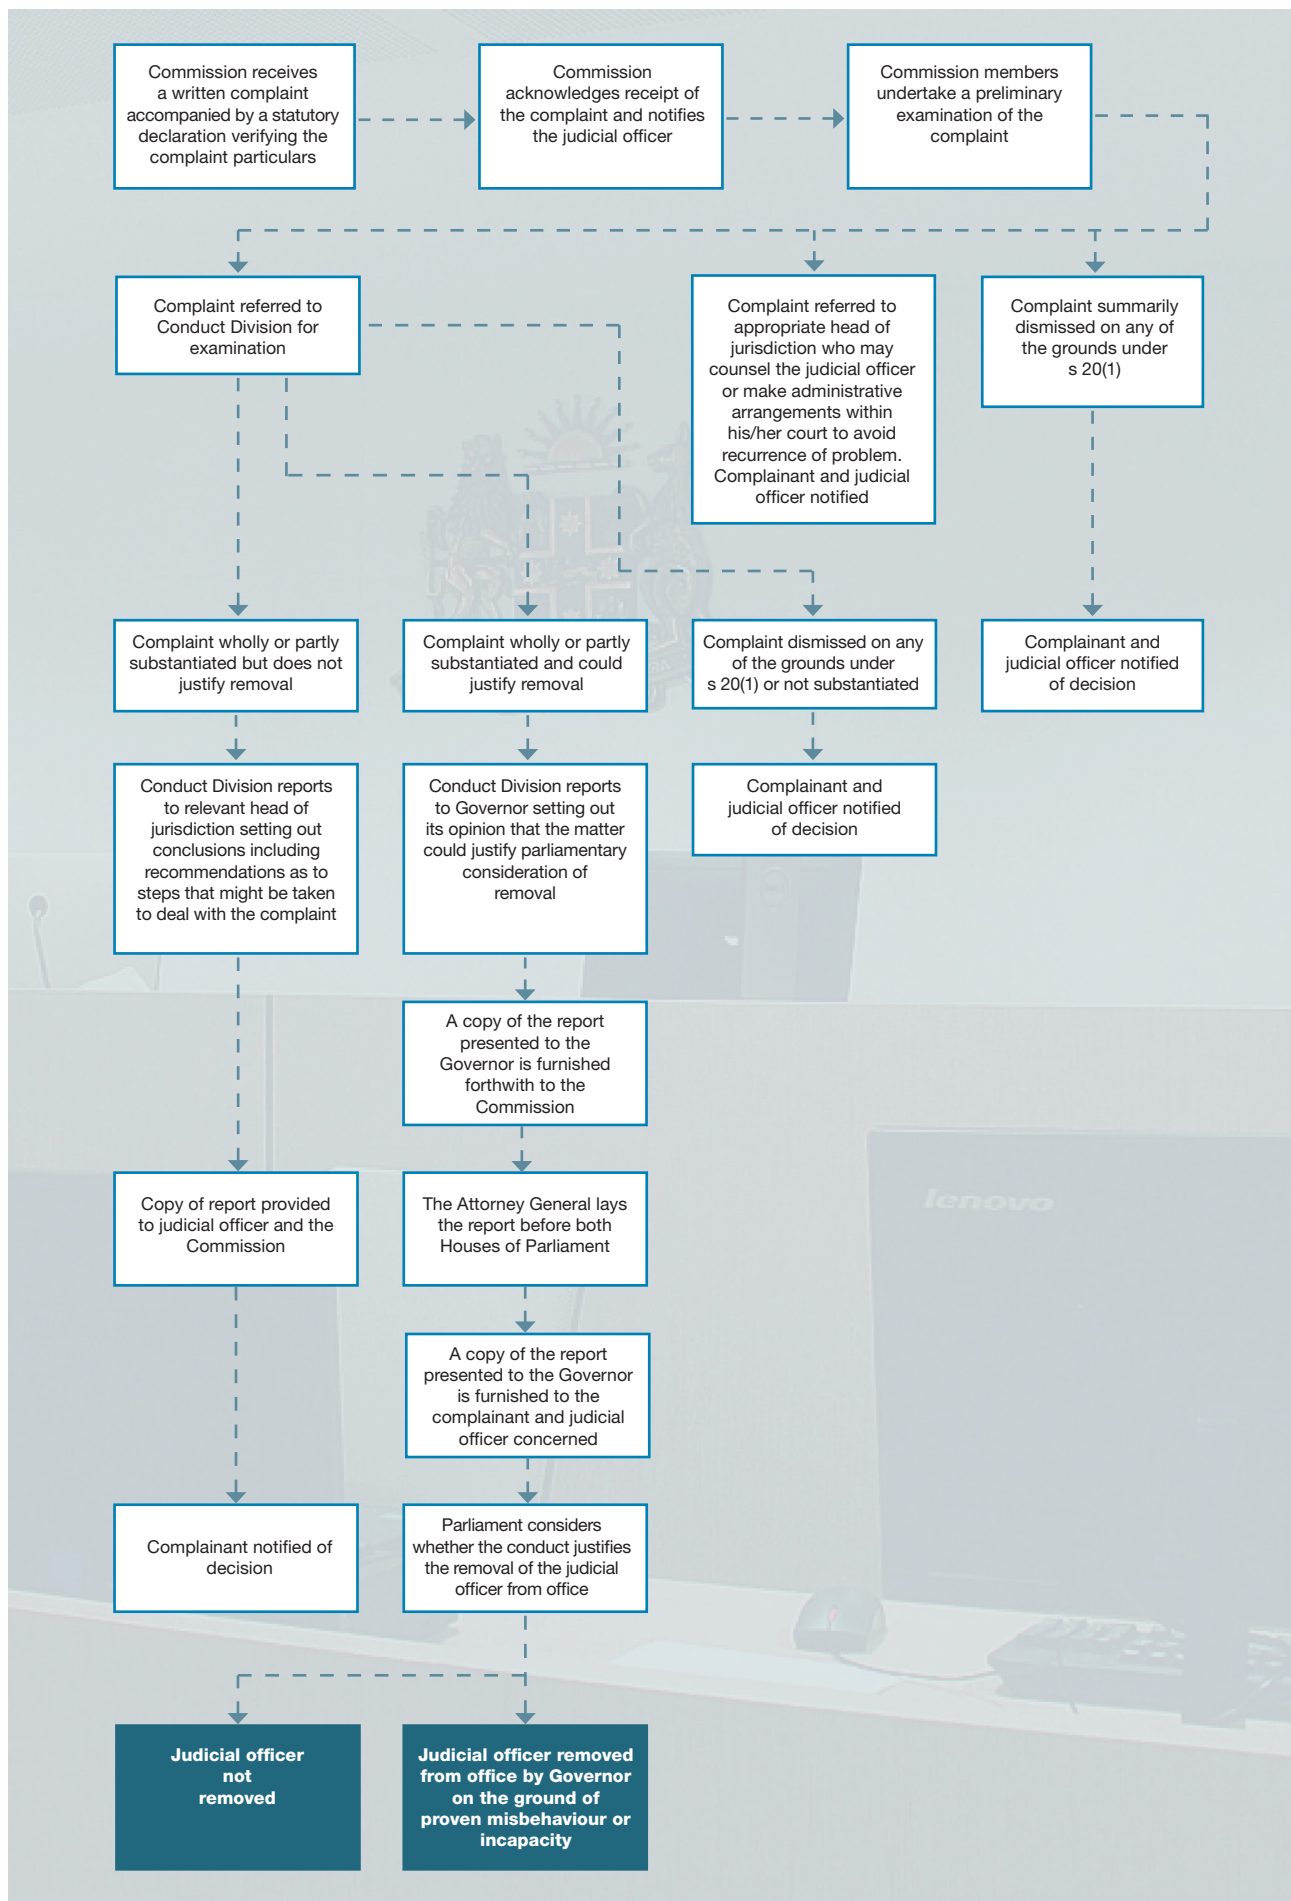 Commission receives
a written complaint
accompanied by a statutory
declaration verifying the
complaint particulars
Commission
acknowledges receipt of
the complaint and notifies
the judicial officer
Commission members
undertake a preliminary
examination of the
complaint
Complaint referred to
Conduct Division for
examination
Complaint referred to
appropriate head of
jurisdiction who may
counsel the judicial officer
or make administrative
arrangements within
his/her court to avoid
recurrence of problem.
Complainant and judicial
officer notified
Complaint summarily
dismissed on any of
the grounds under
s 20(1)
Complaint wholly or partly
substantiated but does not
justify removal
Complaint wholly or partly
substantiated and could
justify removal
Complaint dismissed on any
of the grounds under
s 20(1) or not substantiated
Complainant and
judicial officer notified
of decision
Conduct Division reports
to relevant head of
jurisdiction setting out
conclusions including
recommendations as to
steps that might be taken
to deal with the complaint
Conduct Division reports
to Governor setting out
its opinion that the matter
could justify parliamentary
consideration of
removal
Complainant and
judicial officer notified
of decision
A copy of the report
presented to the
Governor is furnished
forthwith to the
Commission
Copy of report provided
to judicial officer and the
Commission
The Attorney General lays
the report before both
Houses of Parliament
lenovo
A copy of the report
presented to the Governor
is furnished to the
complainant and judicial
officer concerned
Complainant notified of
decision
Parliament considers
whether the conduct justifies
the removal of the judicial
officer from office
Judicial officer
not
removed
Judicial officer removed
from office by Governor
on the ground of
proven misbehaviour or
incapacity